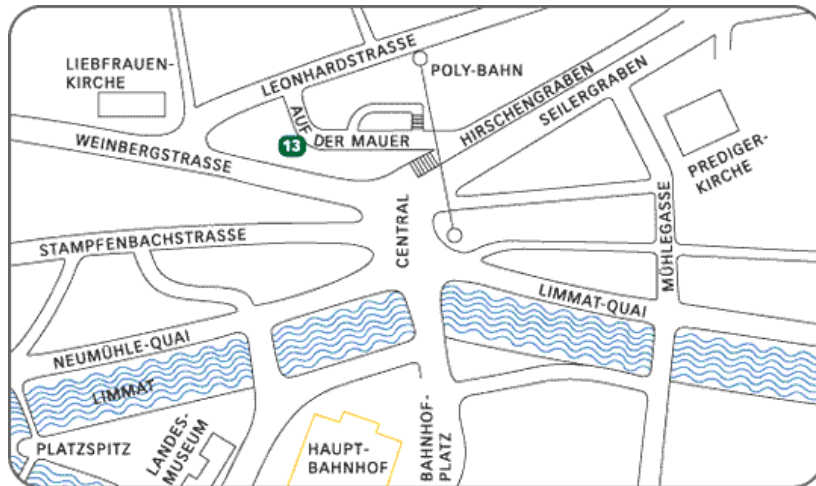 LIEBFRAUEN-
KIRCHE
LEONHARDSTRASSE
POLY-BAHN
HIRSCHENGRABEN
SEILERGRABEN
AUF
DER MAUER
13
WEINBERGSTRASSE
PREDIGER-
KIRCHE
STAMPFENBACHSTRASSE
CENTRAL
MÜHLEGASSE
LIMMAT-QUAI
NEUMÜHLE-QUAI
LIMMAT
PLATZSPITZ
LANDES-
MUSEUM
HAUPT-
BAHNHOF
BAHNHOF-
PLATZ